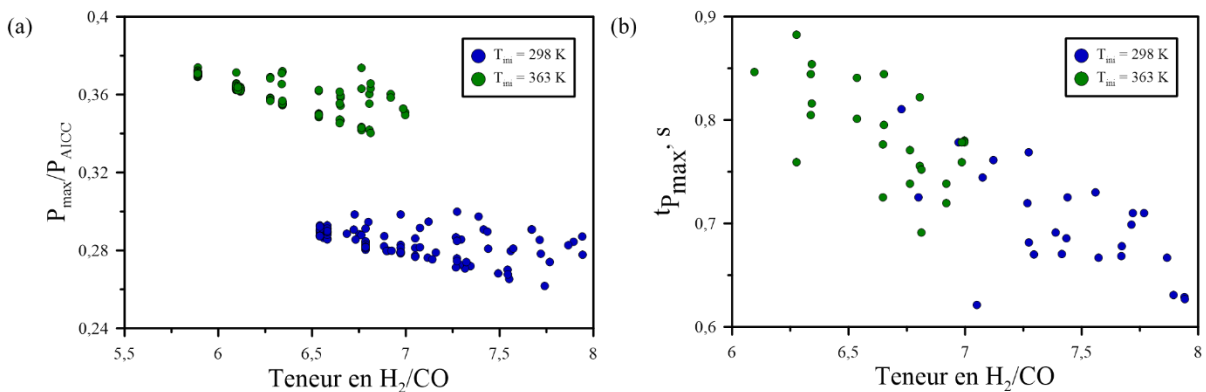 (a)
0,4
0,36
0,32
0,28
0,24
P_max/P_AICC
T_ini = 298 K
T_ini = 363 K
5,5
6
6,5
7
7,5
8
Teneur en H₂/CO
(b)
0,9
0,8
0,7
0,6
t_Pmax, s
T_ini = 298 K
T_ini = 363 K
6
6,5
7
7,5
8
Teneur en H₂/CO